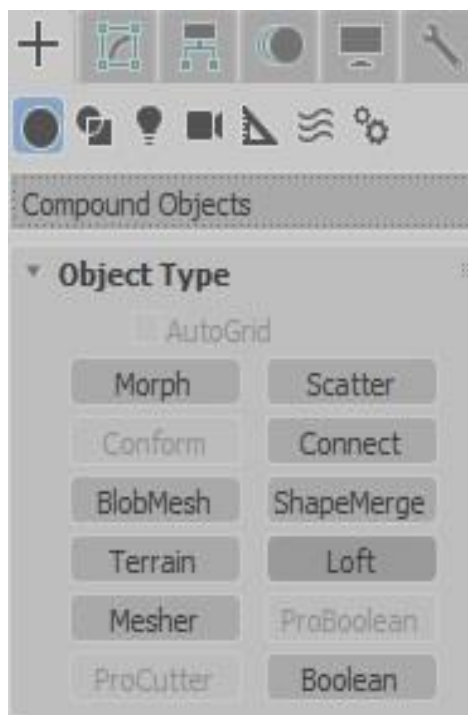 Compound Objects
Object Type
AutoGrid
Morph Scatter
Conform Connect
BlobMesh ShapeMerge
Terrain Loft
Mesher ProBoolean
ProCutter Boolean